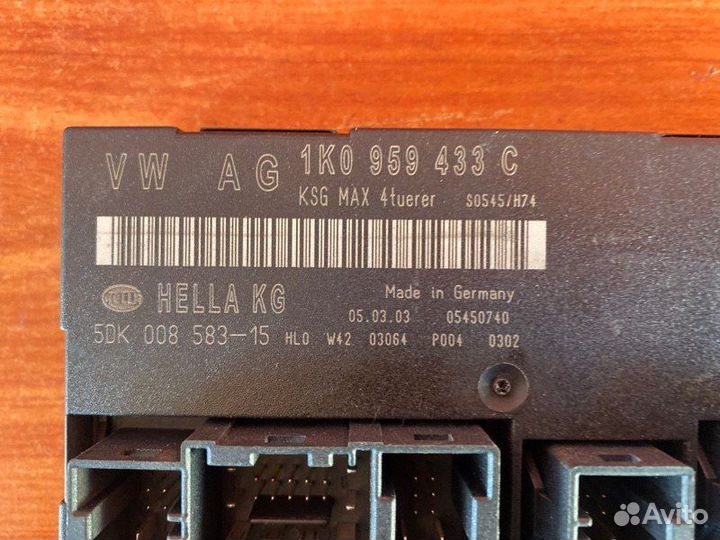 VW AG 1K0 959 433 C
KSG MAX 4tuerer S0545/H74
HELLA HELLA KG Made in Germany
05.03.03 05450740
5DK 008 583-15 HL0 W42 03064 P004 0302
Avito